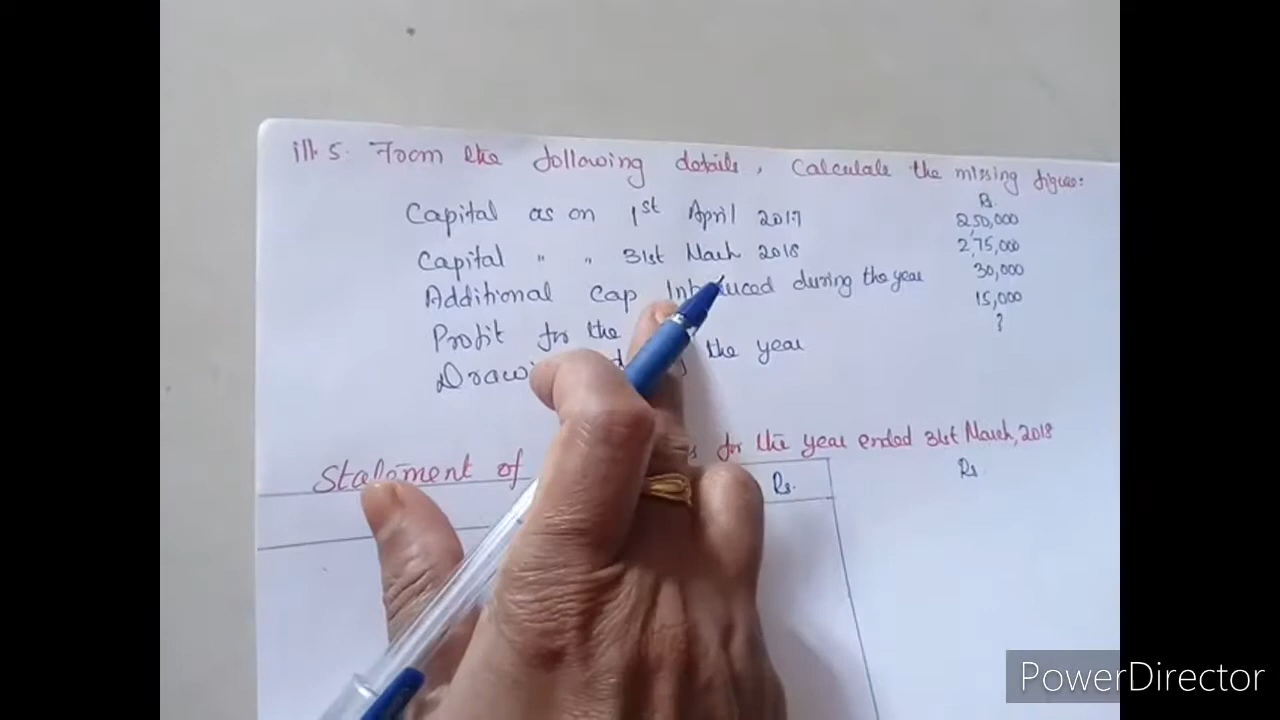 ill. 5. From the following details, Calculate the missing figure:
Rs.
Capital as on 1st April 2017 2,50,000
Capital " " 31st March 2018 2,75,000
Additional Cap during the year 30,000
Profit for the 15,000
the year ?
Statement of for the year ended 31st March, 2018
Rs. Rs
PowerDirector